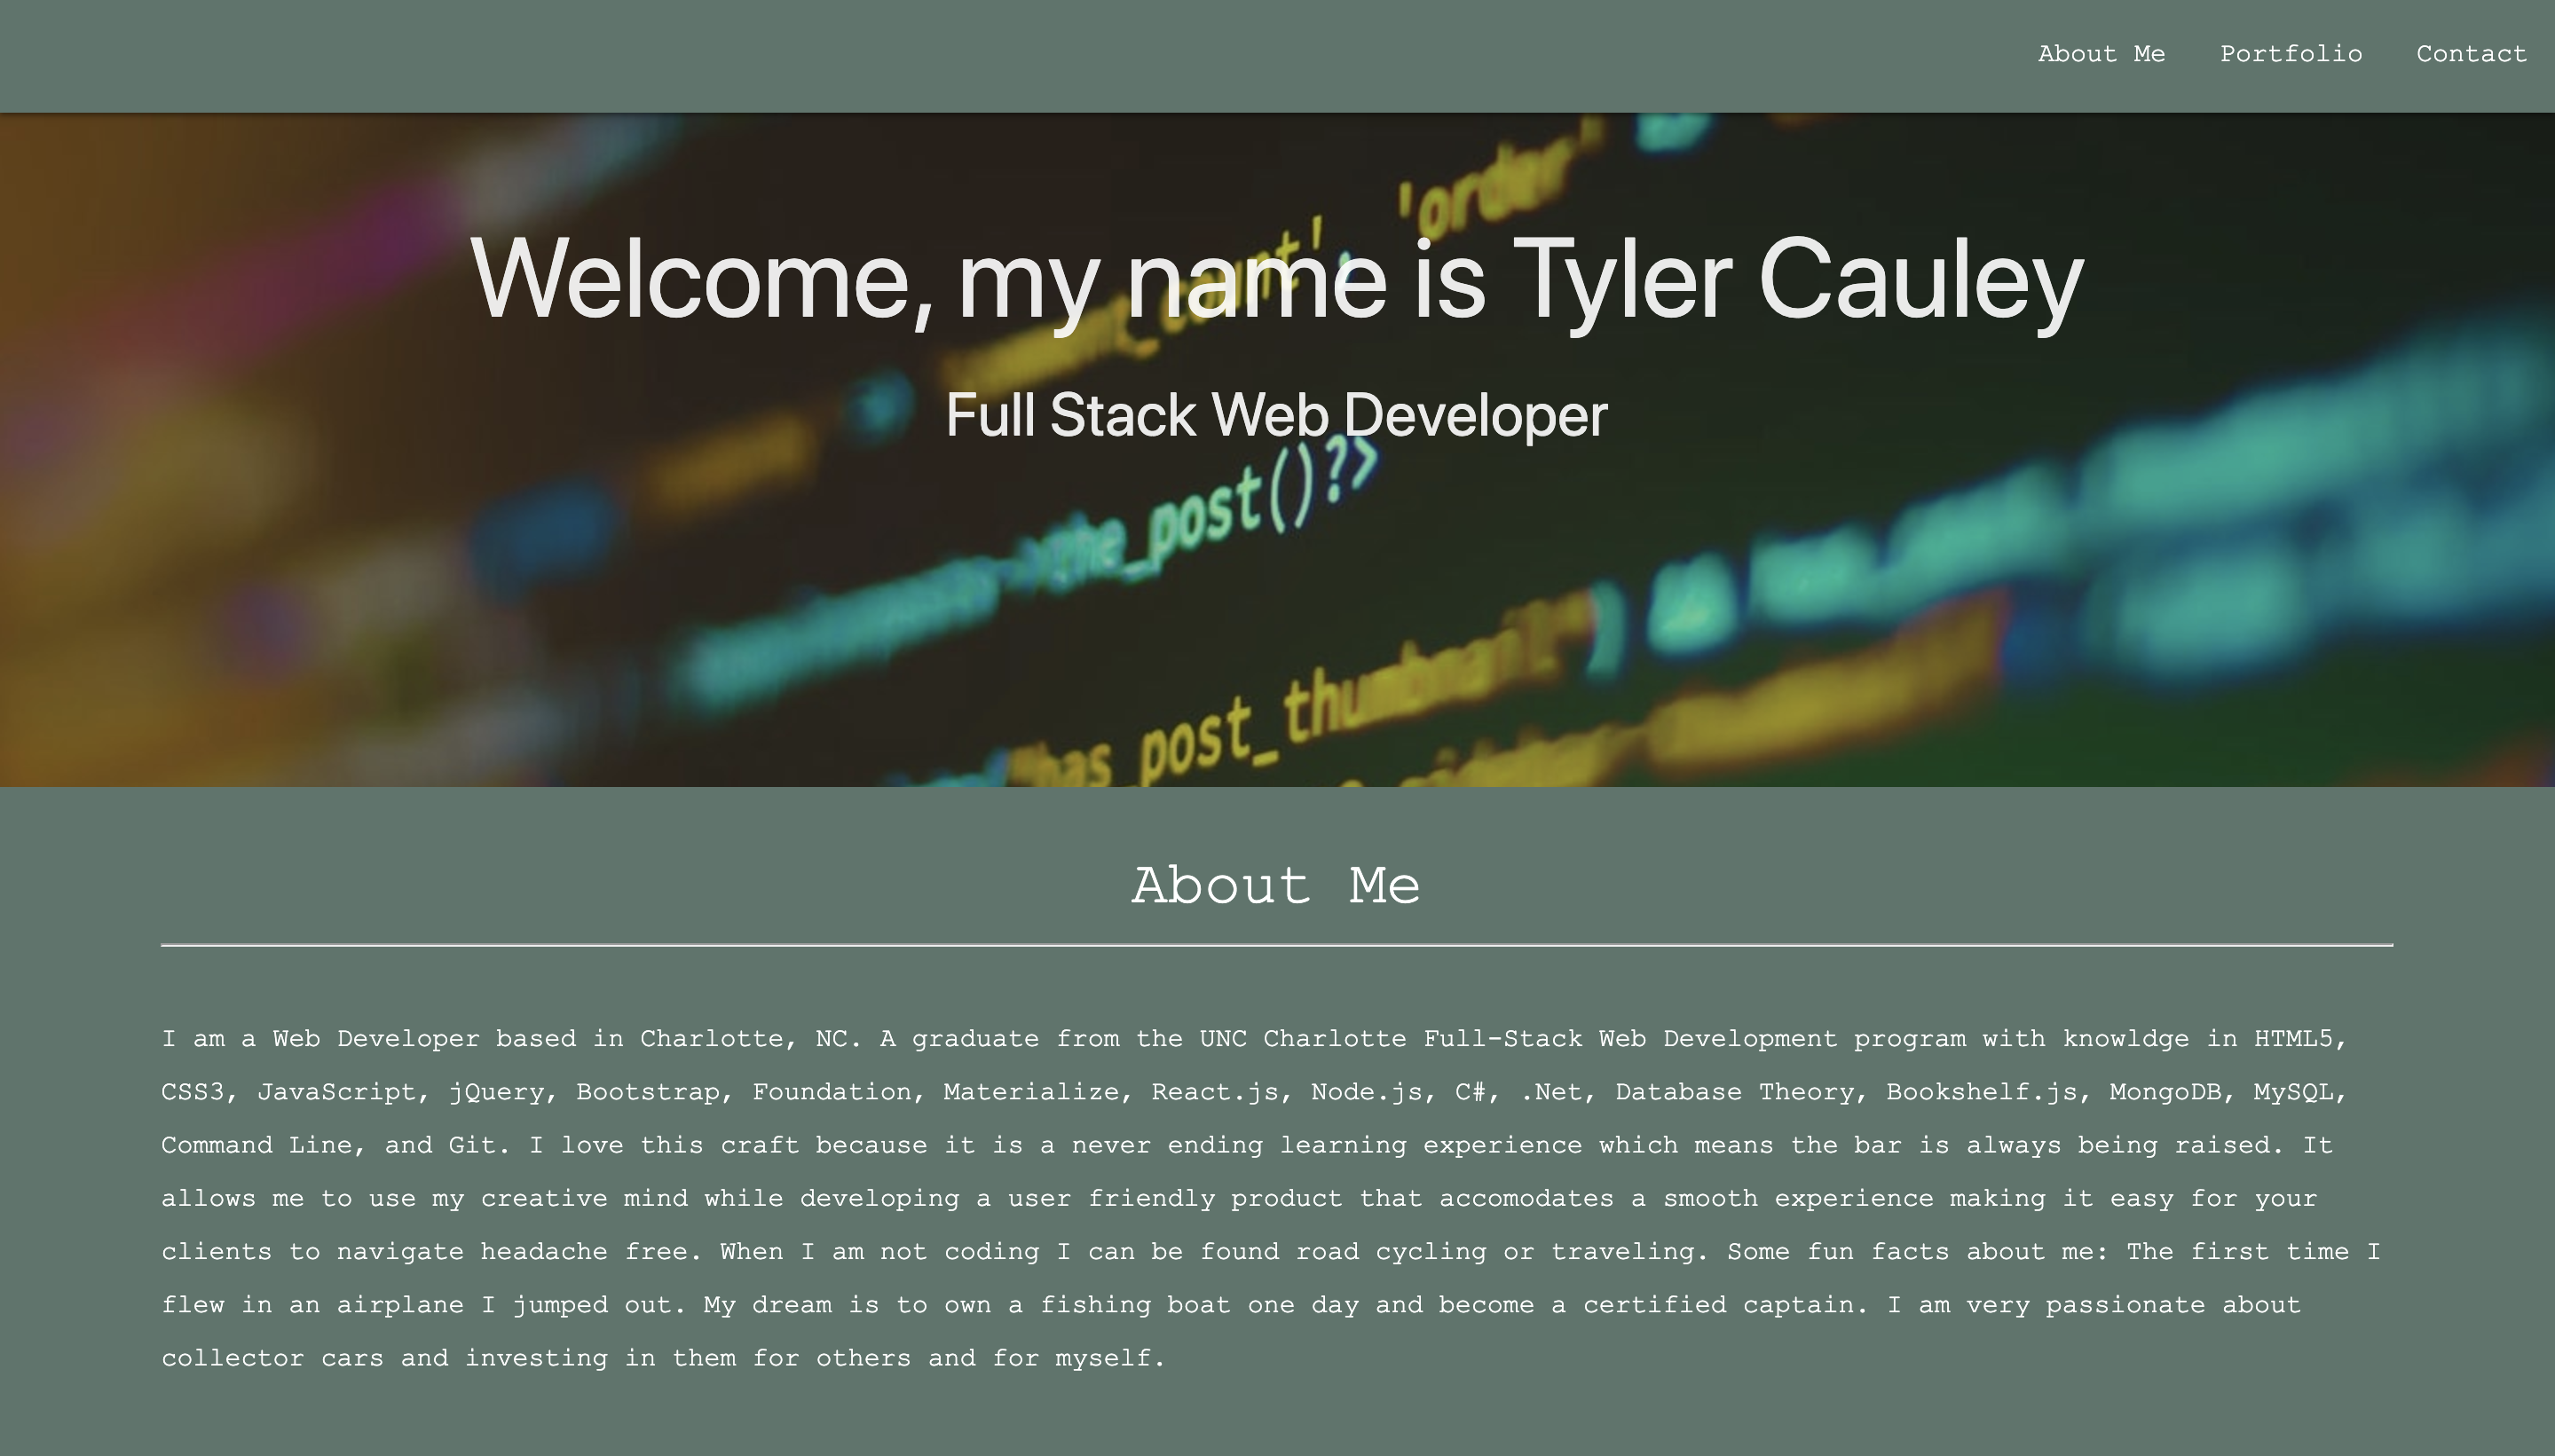 About Me Portfolio Contact
'order'
Welcome, my name is Tyler Cauley
Full Stack Web Developer
the_post()?>
has_post_thumbnail
About Me
I am a Web Developer based in Charlotte, NC. A graduate from the UNC Charlotte Full-Stack Web Development program with knowldge in HTML5,
CSS3, JavaScript, jQuery, Bootstrap, Foundation, Materialize, React.js, Node.js, C#, .Net, Database Theory, Bookshelf.js, MongoDB, MySQL,
Command Line, and Git. I love this craft because it is a never ending learning experience which means the bar is always being raised. It
allows me to use my creative mind while developing a user friendly product that accomodates a smooth experience making it easy for your
clients to navigate headache free. When I am not coding I can be found road cycling or traveling. Some fun facts about me: The first time I
flew in an airplane I jumped out. My dream is to own a fishing boat one day and become a certified captain. I am very passionate about
collector cars and investing in them for others and for myself.